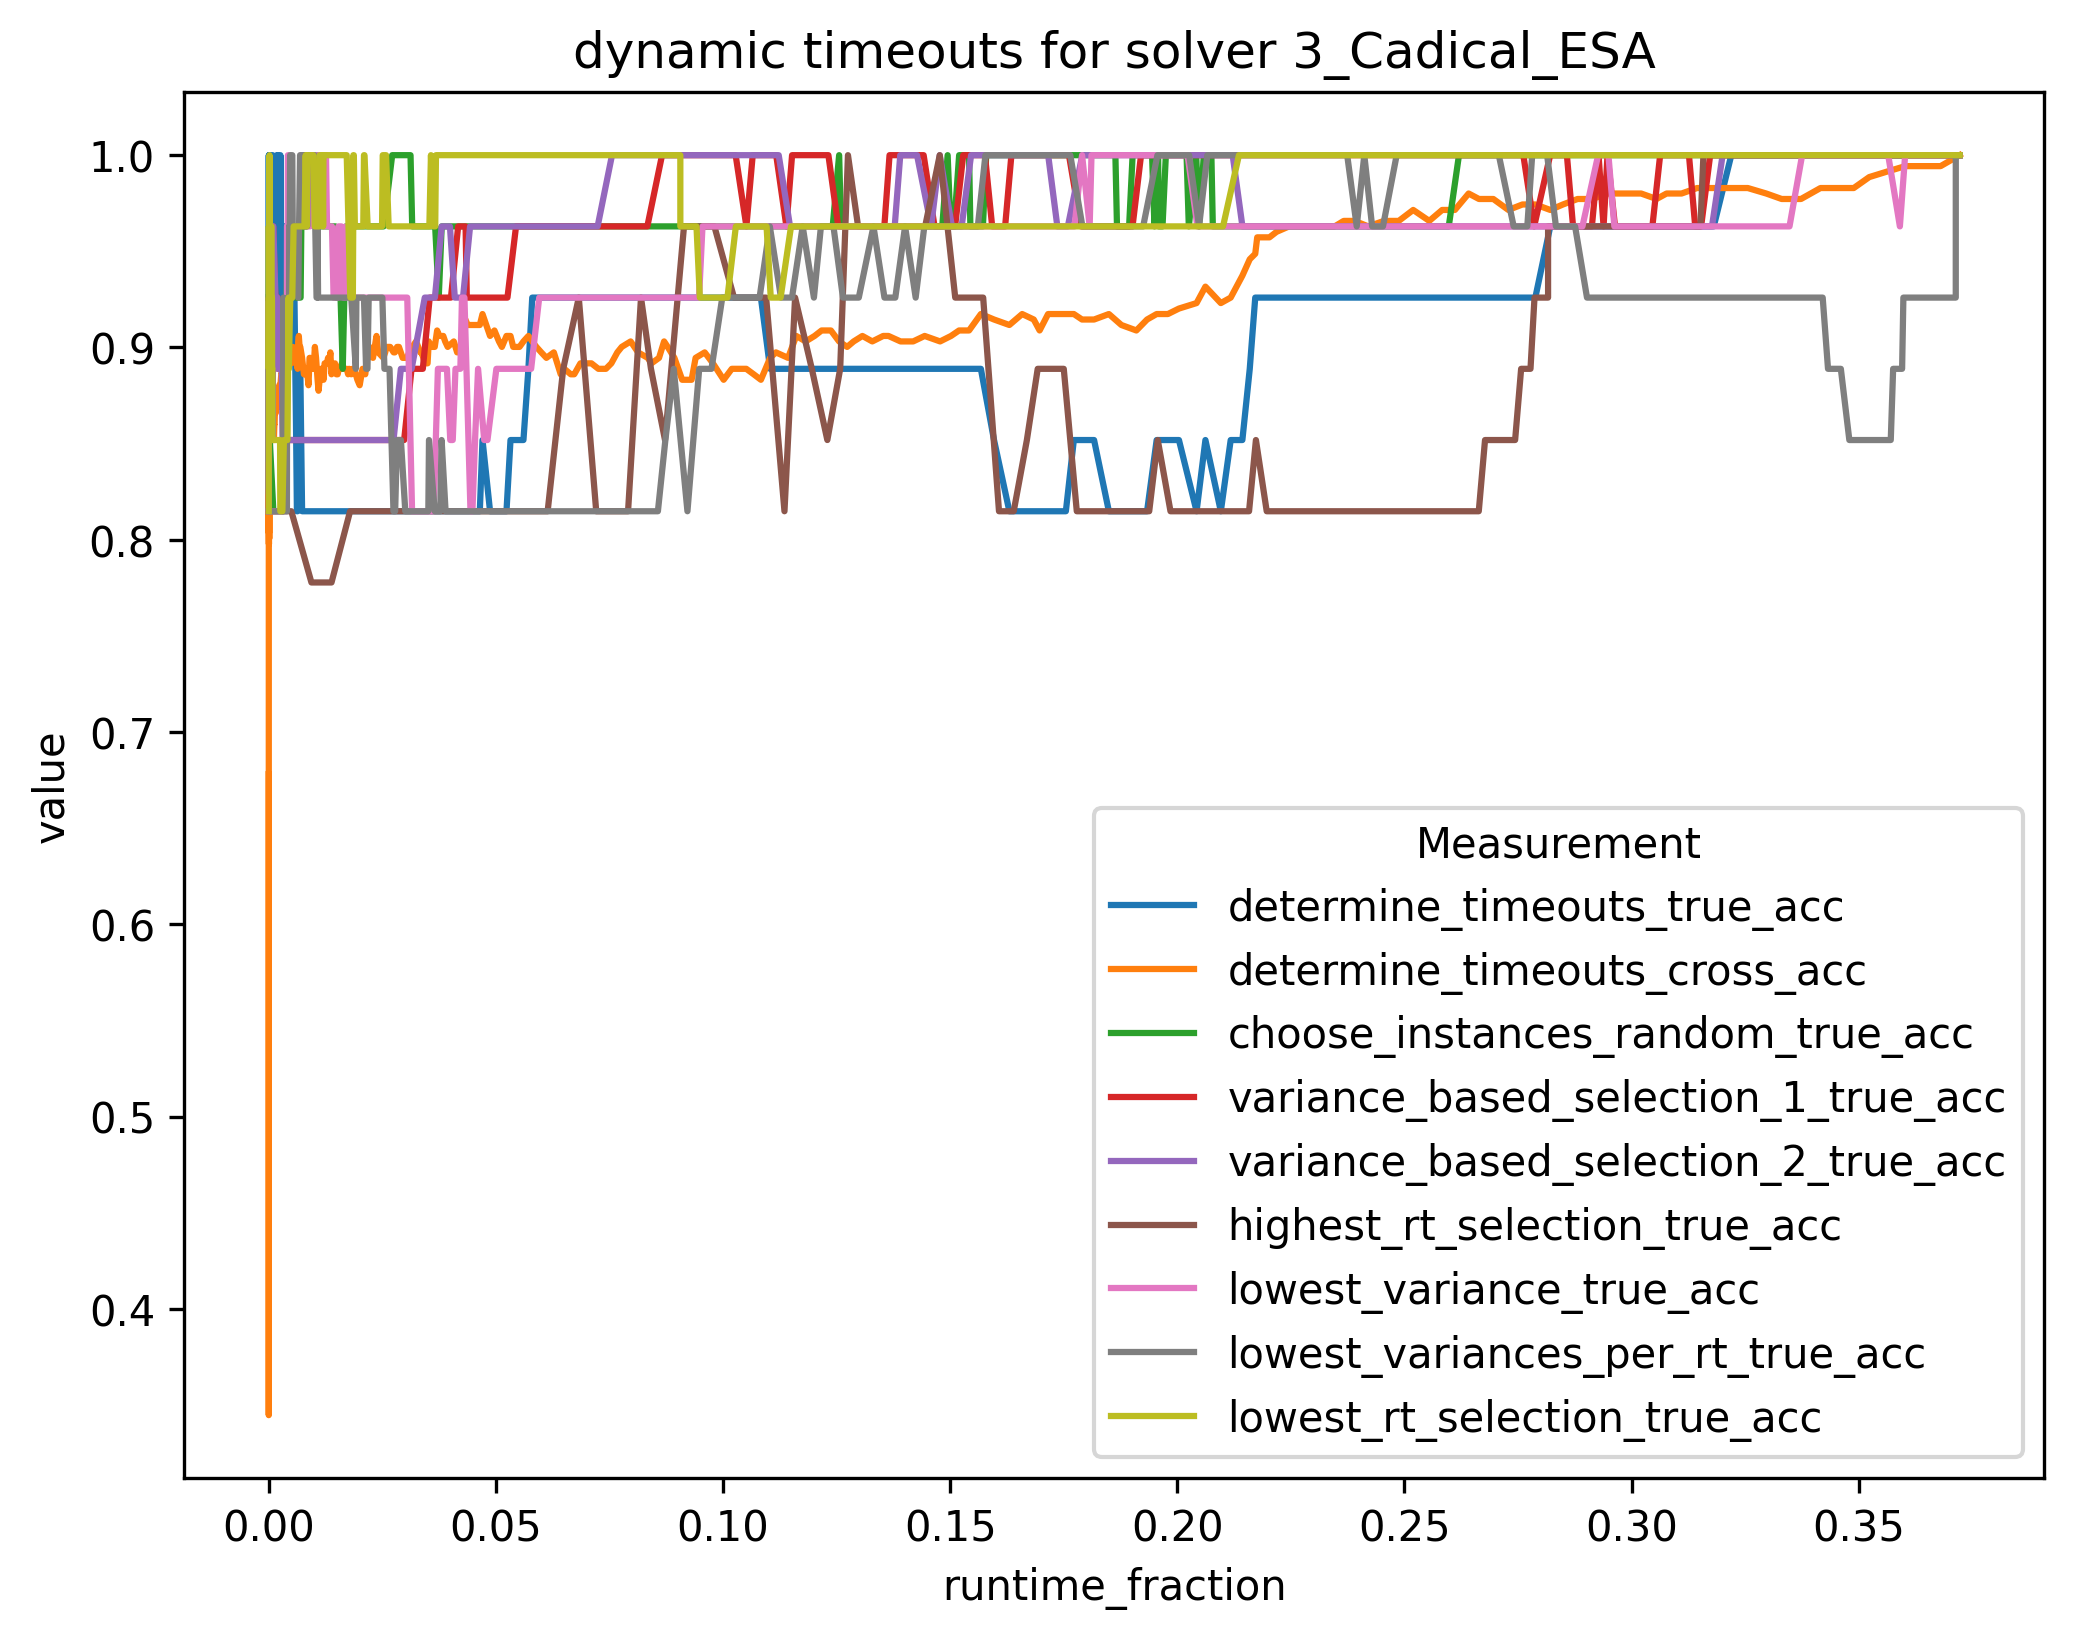 dynamic timeouts for solver 3_Cadical_ESA
1.0
0.9
0.8
0.7
0.6
0.5
0.4
value
0.00 0.05 0.10 0.15 0.20 0.25 0.30 0.35
runtime_fraction
Measurement
determine_timeouts_true_acc
determine_timeouts_cross_acc
choose_instances_random_true_acc
variance_based_selection_1_true_acc
variance_based_selection_2_true_acc
highest_rt_selection_true_acc
lowest_variance_true_acc
lowest_variances_per_rt_true_acc
lowest_rt_selection_true_acc